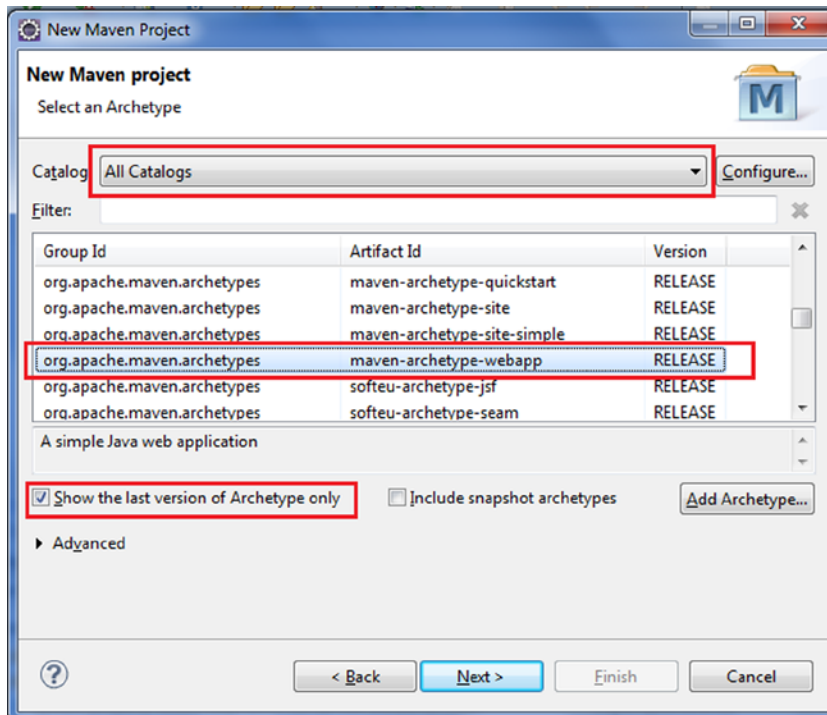 New Maven Project
New Maven project
Select an Archetype
Catalog All Catalogs Configure...
Filter:
Group Id Artifact Id Version
org.apache.maven.archetypes maven-archetype-quickstart RELEASE
org.apache.maven.archetypes maven-archetype-site RELEASE
org.apache.maven.archetypes maven-archetype-site-simple RELEASE
org.apache.maven.archetypes maven-archetype-webapp RELEASE
org.apache.maven.archetypes softeu-archetype-jsf RELEASE
org.apache.maven.archetypes softeu-archetype-seam RELEASE
A simple Java web application
Show the last version of Archetype only Include snapshot archetypes Add Archetype...
Advanced
? < Back Next > Finish Cancel